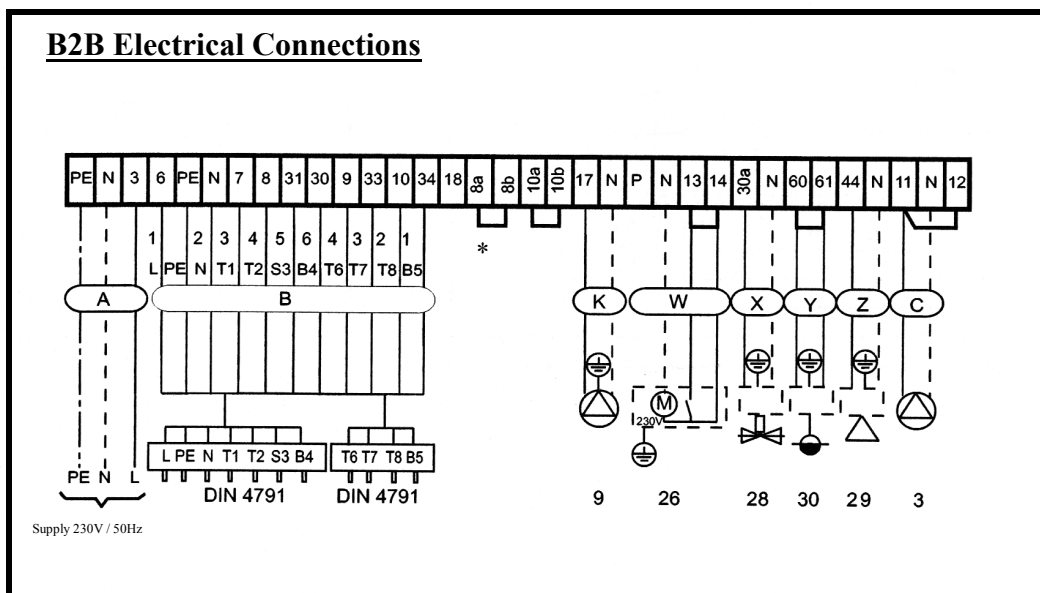 B2B Electrical Connections
PE N 3 6 PE N 7 8 31 30 9 33 10 34 18 8a 8b 10a 10b 17 N P N 13 14 30a N 60 61 44 N 11 N 12
1 2 3 4 5 6 4 3 2 1
*
L PE N T1 T2 S3 B4 T6 T7 T8 B5
A B K W X Y Z C
M
230V
L PE N T1 T2 S3 B4 T6 T7 T8 B5
PE N L
DIN 4791 DIN 4791
9 26 28 30 29 3
Supply 230V / 50Hz